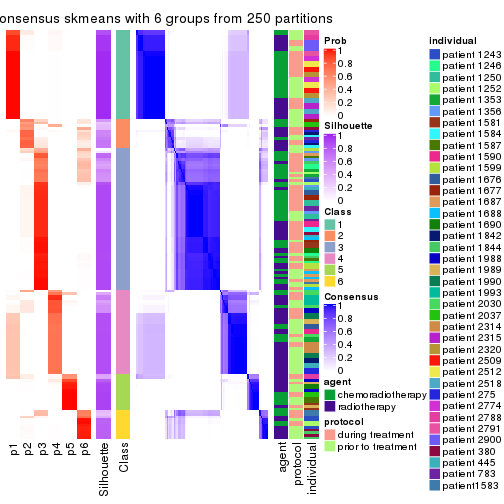 onsensus skmeans with 6 groups from 250 partitions
p1
p2
p3
p4
p5
p6
Silhouette
Class
agent
protocol
individual
Prob
1
0.8
0.6
0.4
0.2
0
Silhouette
1
0.8
0.6
0.4
0.2
0
Class
1
2
3
4
5
6
Consensus
1
0.8
0.6
0.4
0.2
0
agent
chemoradiotherapy
radiotherapy
protocol
during treatment
prior to treatment
individual
patient 1243
patient 1246
patient 1250
patient 1252
patient 1353
patient 1356
patient 1581
patient 1584
patient 1587
patient 1590
patient 1599
patient 1676
patient 1677
patient 1687
patient 1688
patient 1690
patient 1842
patient 1844
patient 1988
patient 1989
patient 1990
patient 1993
patient 2030
patient 2037
patient 2314
patient 2315
patient 2320
patient 2509
patient 2512
patient 2518
patient 275
patient 2774
patient 2788
patient 2791
patient 2900
patient 380
patient 445
patient 783
patient1583